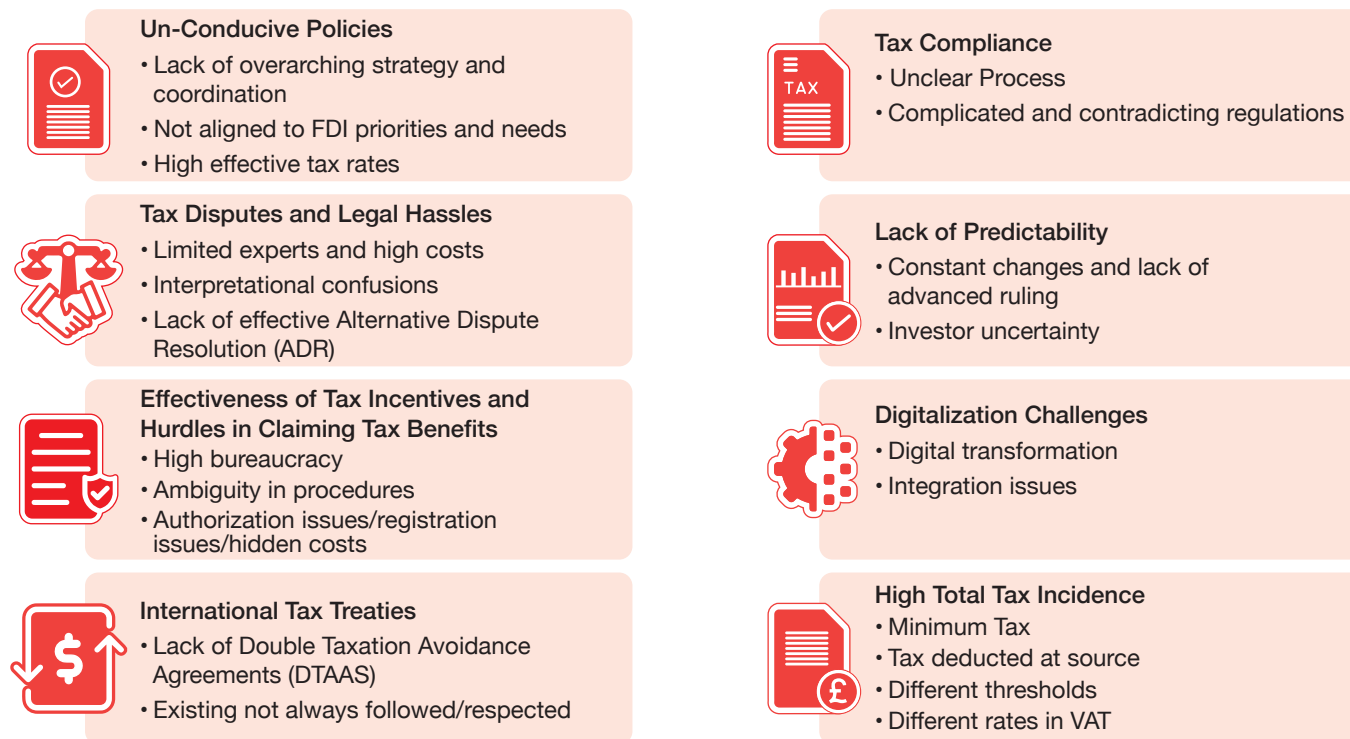 Un-Conducive Policies
• Lack of overarching strategy and
coordination
• Not aligned to FDI priorities and needs
• High effective tax rates
Tax Disputes and Legal Hassles
• Limited experts and high costs
• Interpretational confusions
• Lack of effective Alternative Dispute
Resolution (ADR)
Effectiveness of Tax Incentives and
Hurdles in Claiming Tax Benefits
• High bureaucracy
• Ambiguity in procedures
• Authorization issues/registration
issues/hidden costs
$
International Tax Treaties
• Lack of Double Taxation Avoidance
Agreements (DTAAS)
• Existing not always followed/respected
TAX
Tax Compliance
• Unclear Process
• Complicated and contradicting regulations
Lack of Predictability
• Constant changes and lack of
advanced ruling
• Investor uncertainty
Digitalization Challenges
• Digital transformation
• Integration issues
£
High Total Tax Incidence
• Minimum Tax
• Tax deducted at source
• Different thresholds
• Different rates in VAT